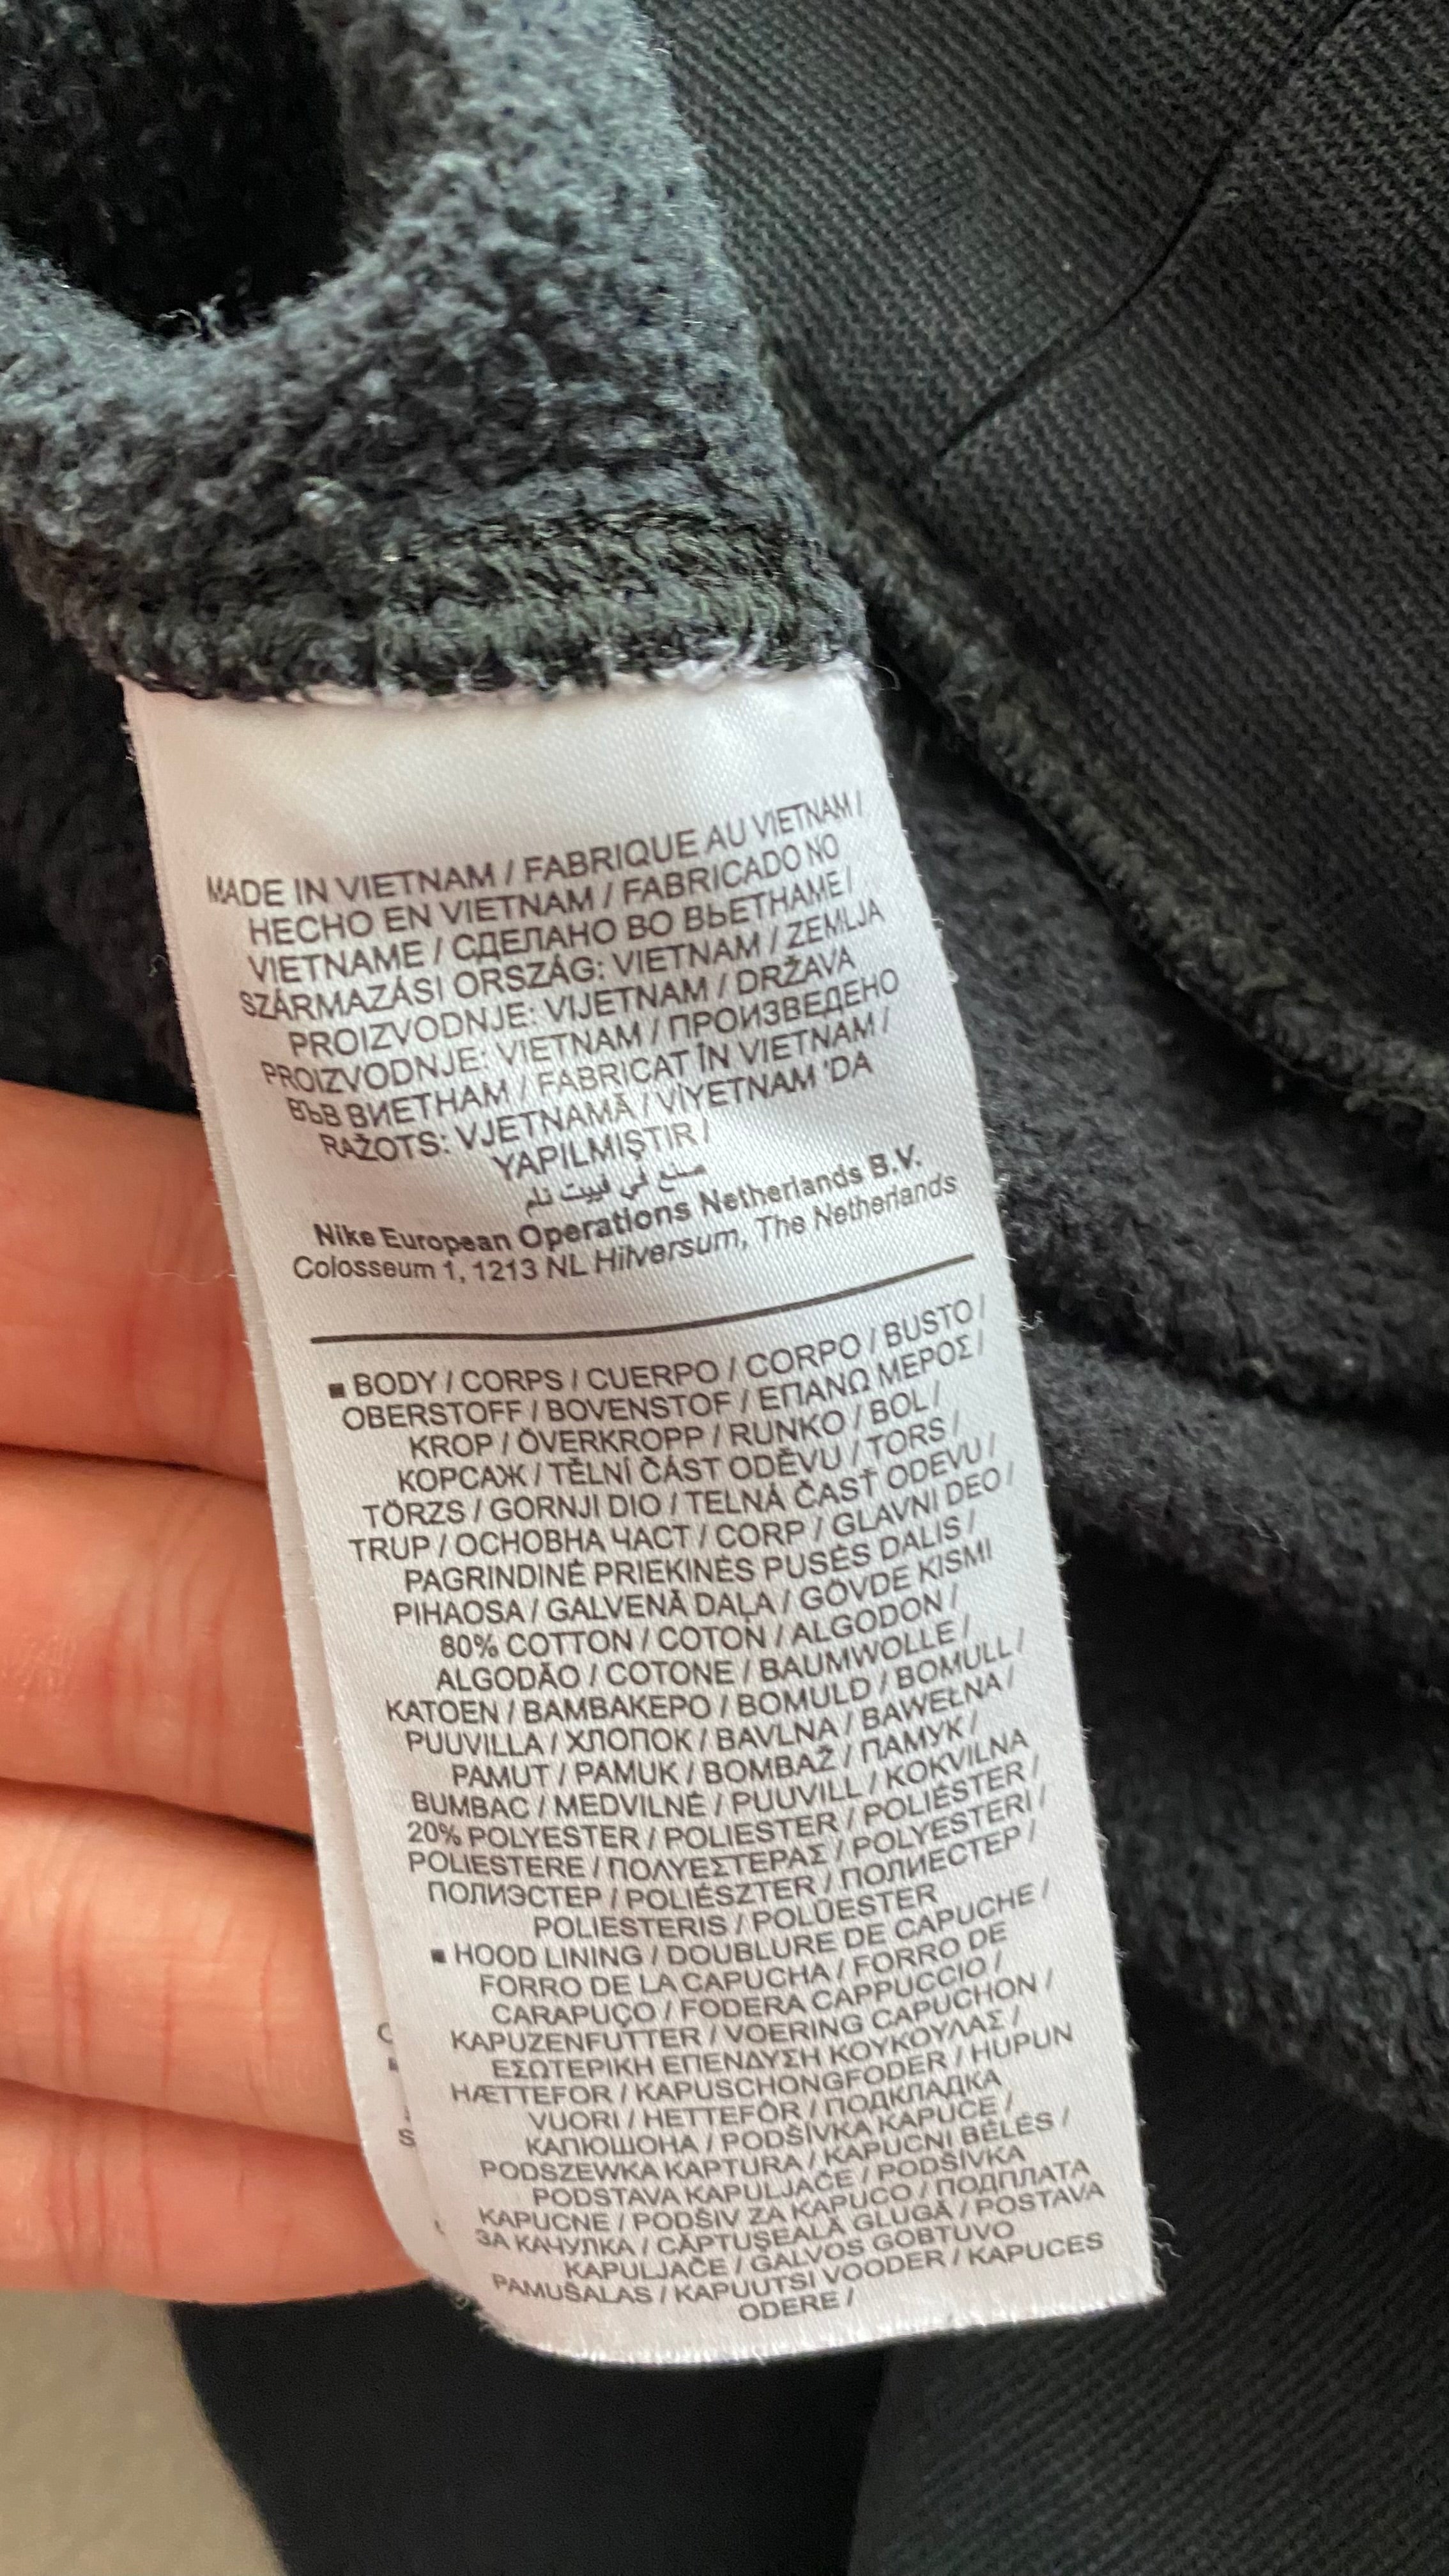 MADE IN VIETNAM / FABRIQUE AU VIETNAM /
HECHO EN VIETNAM / FABRICADO NO
VIETNAME / СДЕЛАНО ВО ВЬЕТНАМЕ /
SZÁRMAZÁSI ORSZÁG: VIETNAM / ZEMLJA
PROIZVODNJE: VIJETNAM / DRŽAVA
PROIZVODNJE: VIETNAM / ПРОИЗВЕДЕНО
ВЪВ ВИЕТНАМ / FABRICAT ÎN VIETNAM /
RAŽOTS: VJETNAMĀ / VİYETNAM 'DA
YAPILMIŞTIR /
صنع في فييت نام
Nike European Operations Netherlands B.V.
Colosseum 1, 1213 NL Hilversum, The Netherlands
▪ BODY / CORPS / CUERPO / CORPO / BUSTO /
OBERSTOFF / BOVENSTOF / ΕΠΑΝΩ ΜΕΡΟΣ /
KROP / ÖVERKROPP / RUNKO / BOL /
КОРСАЖ / TĚLNÍ ČÁST ODĚVU / TORS /
TÖRZS / GORNJI DIO / TELNÁ ČASŤ ODEVU /
TRUP / ОСНОВНА ЧАСТ / CORP / GLAVNI DEO /
PAGRINDINĖ PRIEKINĖS PUSĖS DALIS /
PIHAOSA / GALVENĀ DAĻA / GÖVDE KISMI
80% COTTON / COTON / ALGODON /
ALGODÃO / COTONE / BAUMWOLLE /
KATOEN / ΒΑΜΒΑΚΕΡΟ / BOMULD / BOMULL /
PUUVILLA / ХЛОПОК / BAVLNA / BAWEŁNA /
PAMUT / PAMUK / BOMBAŽ / ПАМУК /
BUMBAC / MEDVILNĖ / PUUVILL / KOKVILNA
20% POLYESTER / POLIESTER / POLIÉSTER /
POLIESTERE / ΠΟΛΥΕΣΤΕΡΑΣ / POLYESTERI /
ПОЛИЭСТЕР / POLIÉSZTER / ПОЛИЕСТЕР /
POLIESTERIS / POLÜESTER
▪ HOOD LINING / DOUBLURE DE CAPUCHE /
FORRO DE LA CAPUCHA / FORRO DE
CARAPUÇO / FODERA CAPPUCCIO /
KAPUZENFUTTER / VOERING CAPUCHON /
ΕΣΩΤΕΡΙΚΗ ΕΠΕΝΔΥΣΗ ΚΟΥΚΟΥΛΑΣ /
HÆTTEFOR / KAPUSCHONGFODER / HUPUN
VUORI / HETTEFÔR / ПОДКЛАДКА
КАПЮШОНА / PODŠÍVKA KAPUCE /
PODSZEWKA KAPTURA / KAPUCNI BÉLÉS /
PODSTAVA KAPULJAČE / PODŠÍVKA
KAPUCNE / PODŠIV ZA KAPUCO / ПОДПЛАТА
ЗА КАЧУЛКА / CĂPTUŞEALĂ GLUGĂ / POSTAVA
KAPULJAČE / GALVOS GOBTUVO
PAMUŠALAS / KAPUUTSI VOODER / KAPUCES
ODERE /